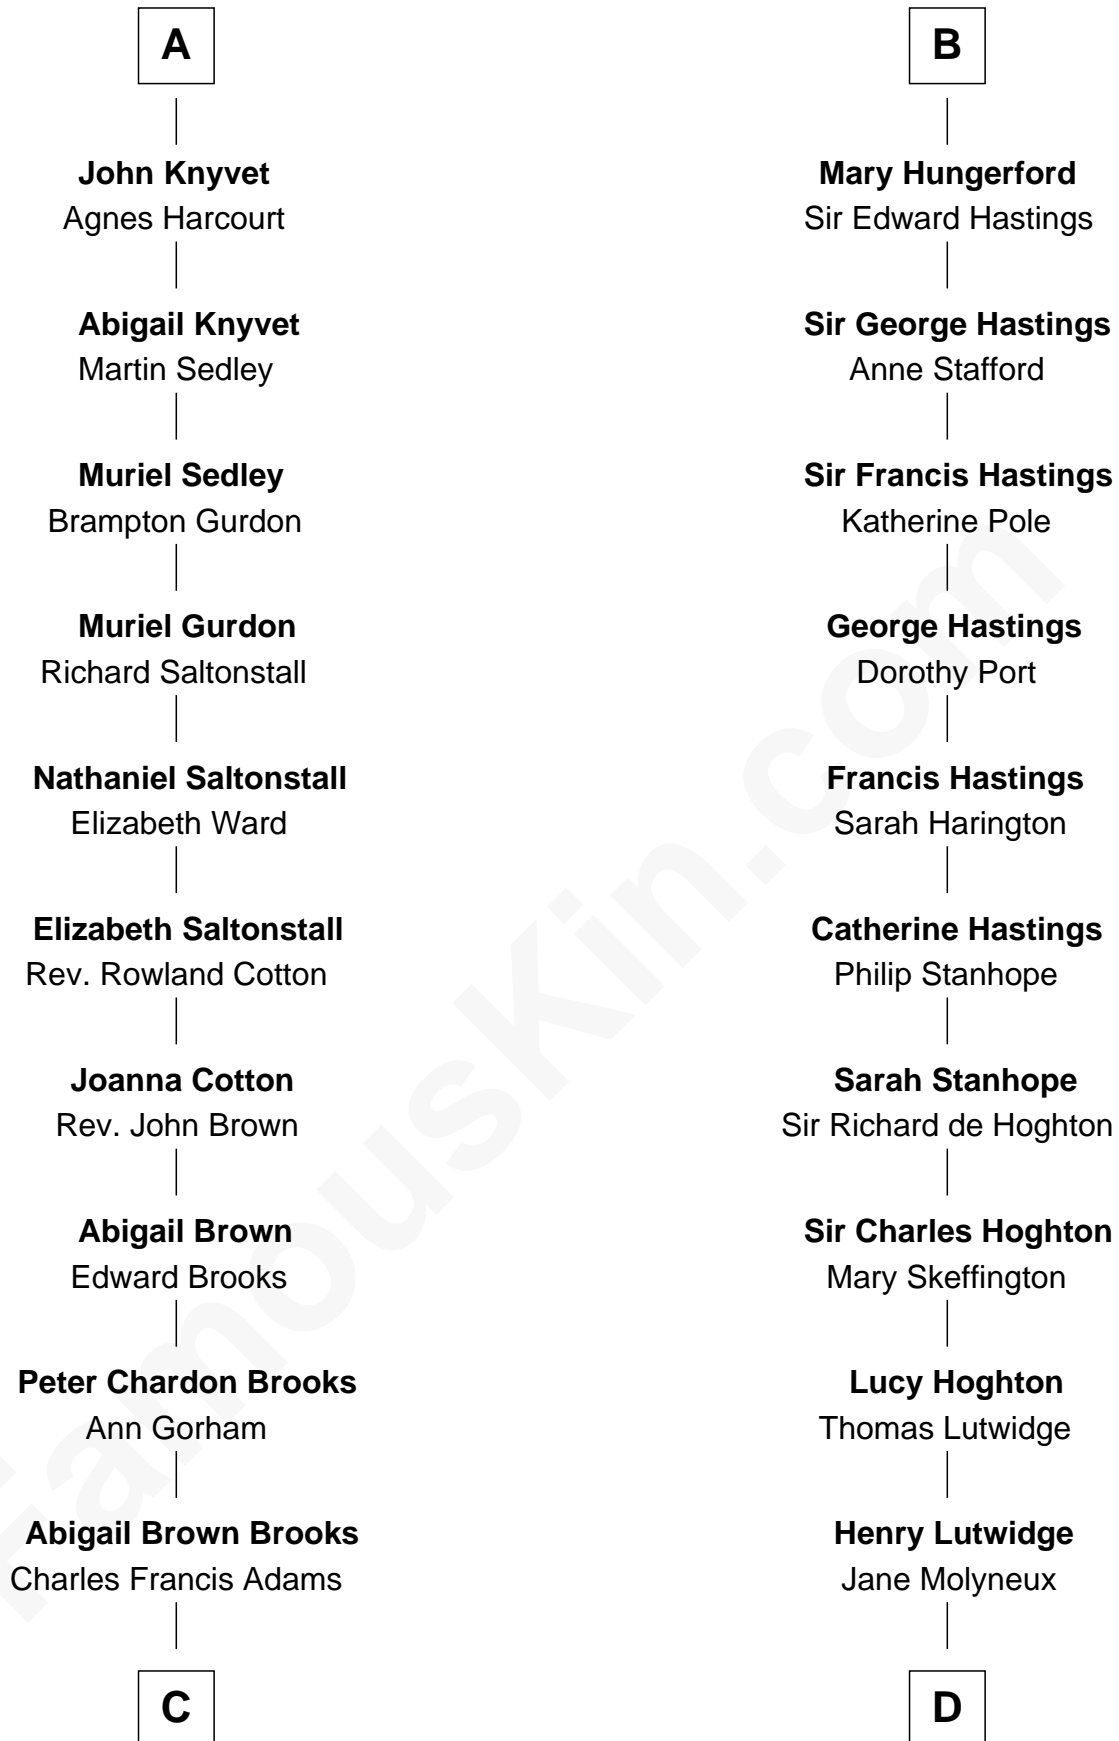 A
John Knyvet
Agnes Harcourt
Abigail Knyvet
Martin Sedley
Muriel Sedley
Brampton Gurdon
Muriel Gurdon
Richard Saltonstall
Nathaniel Saltonstall
Elizabeth Ward
Elizabeth Saltonstall
Rev. Rowland Cotton
Joanna Cotton
Rev. John Brown
Abigail Brown
Edward Brooks
Peter Chardon Brooks
Ann Gorham
Abigail Brown Brooks
Charles Francis Adams
C
B
Mary Hungerford
Sir Edward Hastings
Sir George Hastings
Anne Stafford
Sir Francis Hastings
Katherine Pole
George Hastings
Dorothy Port
Francis Hastings
Sarah Harington
Catherine Hastings
Philip Stanhope
Sarah Stanhope
Sir Richard de Hoghton
Sir Charles Hoghton
Mary Skeffington
Lucy Hoghton
Thomas Lutwidge
Henry Lutwidge
Jane Molyneux
D
FamousKin.com